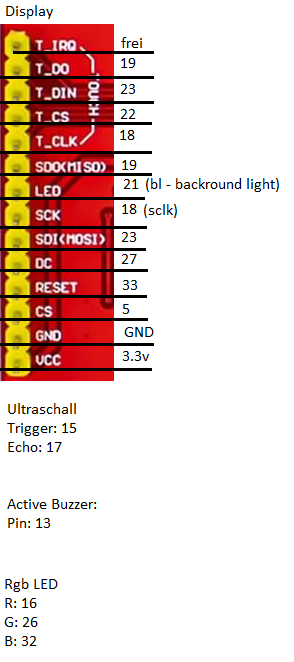 Display
T_IRQ frei
T_DO 19
T_DIN 23
T_CS 22
T_CLK 18
TOUCH
SDO(MISO) 19
LED 21 (bl - backround light)
SCK 18 (sclk)
SDI(MOSI) 23
DC 27
RESET 33
CS 5
GND GND
VCC 3.3v
Ultraschall
Trigger: 15
Echo: 17
Active Buzzer:
Pin: 13
Rgb LED
R: 16
G: 26
B: 32